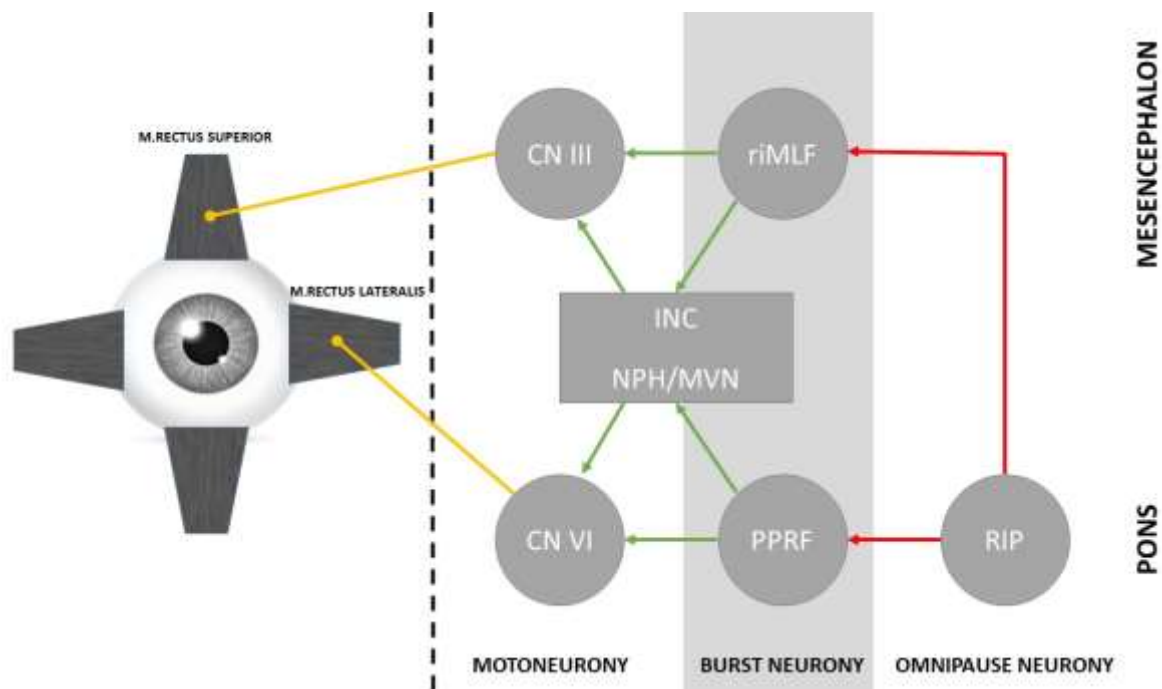 M.RECTUS SUPERIOR
M.RECTUS LATERALIS
CN III
riMLF
INC
NPH/MVN
CN VI
PPRF
RIP
MOTONEURONY
BURST NEURONY
OMNIPAUSE NEURONY
MESENCEPHALON
PONS